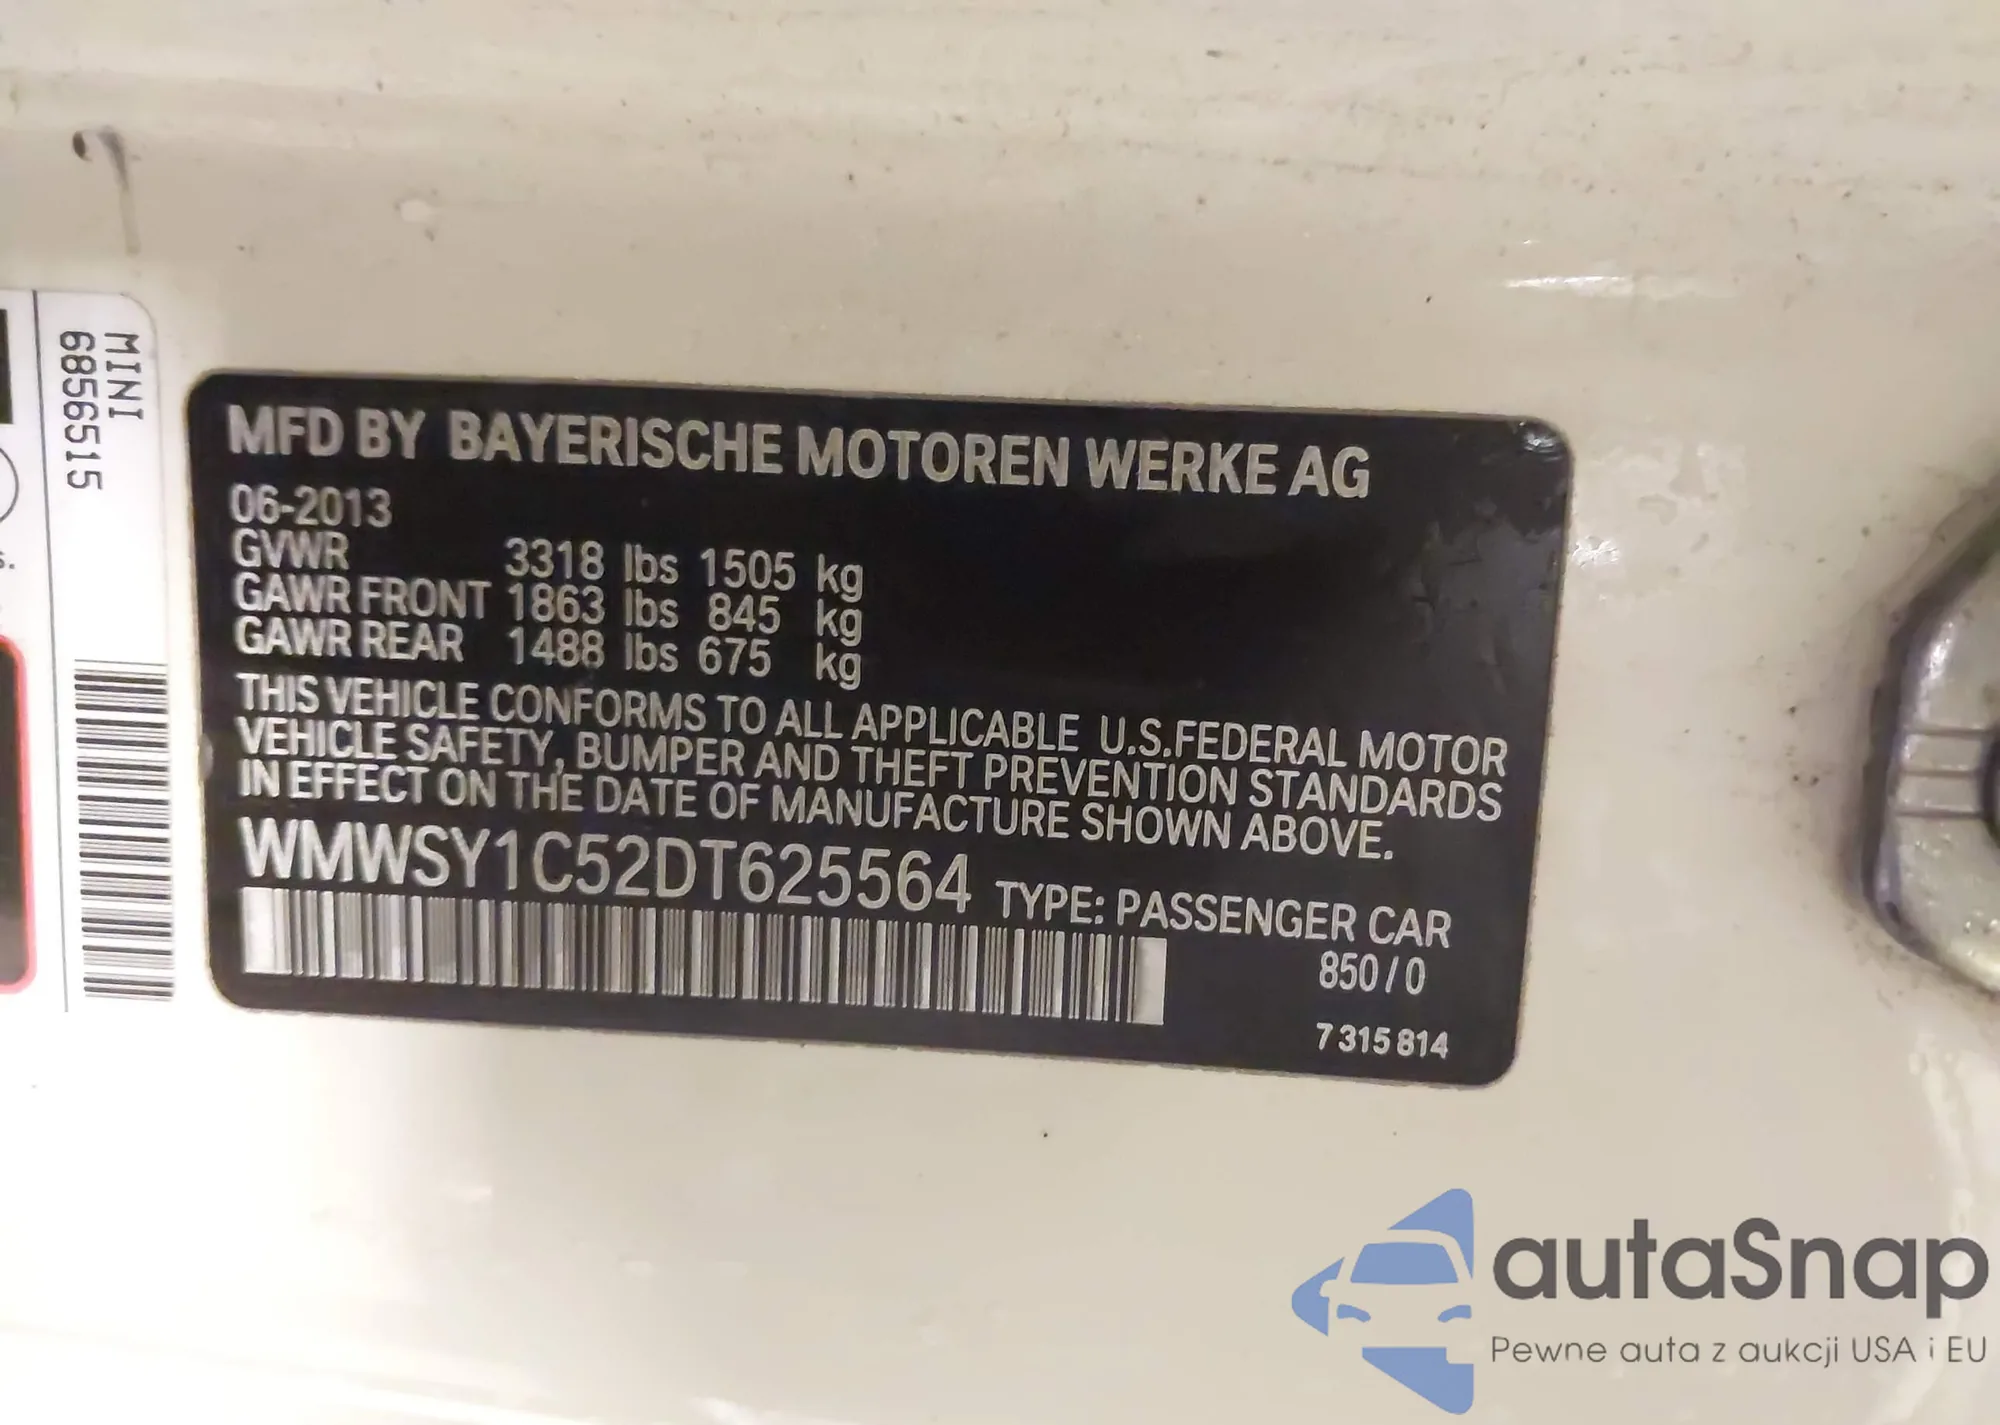 MINI
6856515
s.
MFD BY BAYERISCHE MOTOREN WERKE AG
06-2013
GVWR 3318 lbs 1505 kg
GAWR FRONT 1863 lbs 845 kg
GAWR REAR 1488 lbs 675 kg
THIS VEHICLE CONFORMS TO ALL APPLICABLE U.S.FEDERAL MOTOR
VEHICLE SAFETY, BUMPER AND THEFT PREVENTION STANDARDS
IN EFFECT ON THE DATE OF MANUFACTURE SHOWN ABOVE.
WMWSY1C52DT625564 TYPE: PASSENGER CAR
850 / 0
7 315 814
autaSnap
Pewne auta z aukcji USA i EU